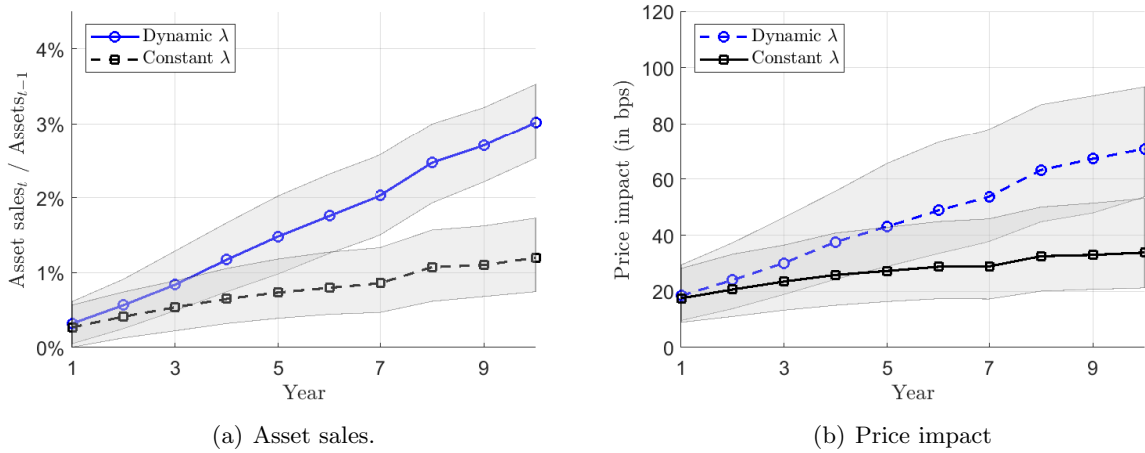 4%
3%
2%
1%
0%
1
3
5
7
9
Year
Asset sales_t / Assets_{t−1}
Dynamic λ
Constant λ
(a) Asset sales.
120
100
80
60
40
20
0
1
3
5
7
9
Year
Price impact (in bps)
Dynamic λ
Constant λ
(b) Price impact